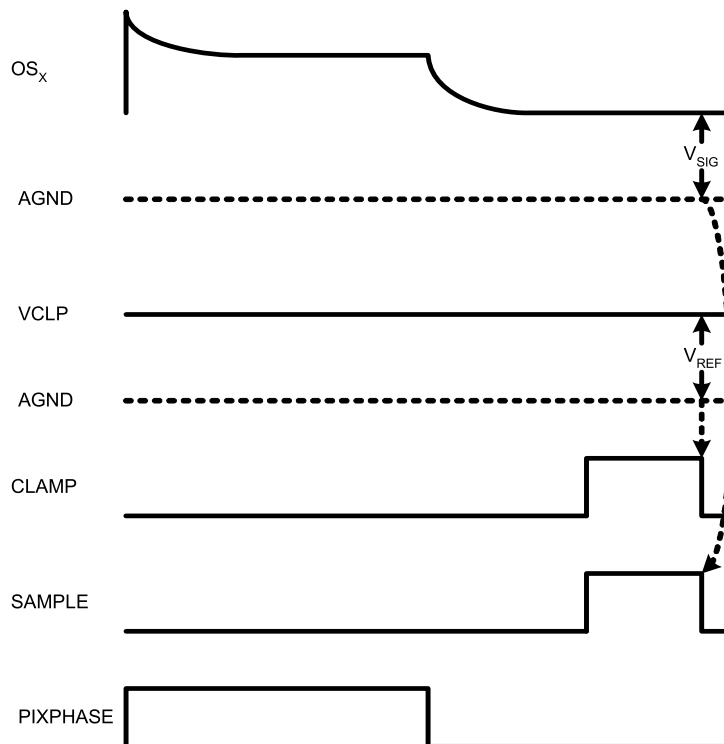 OSX
VSIG
AGND
VCLP
VREF
AGND
CLAMP
SAMPLE
PIXPHASE